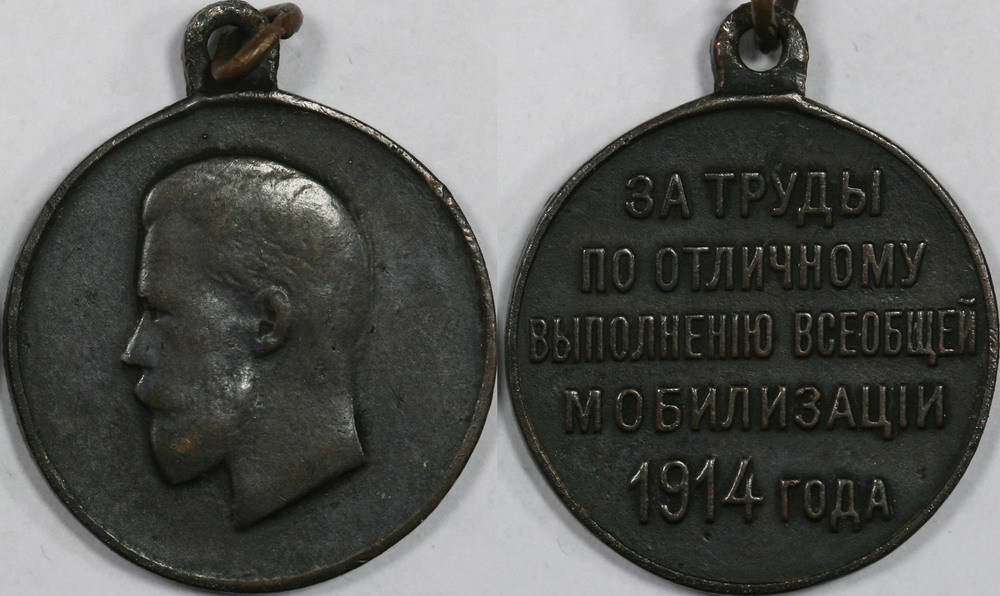 ЗА ТРУДЫ
ПО ОТЛИЧНОМУ
ВЫПОЛНЕНІЮ ВСЕОБЩЕЙ
МОБИЛИЗАЦІИ
1914 ГОДА